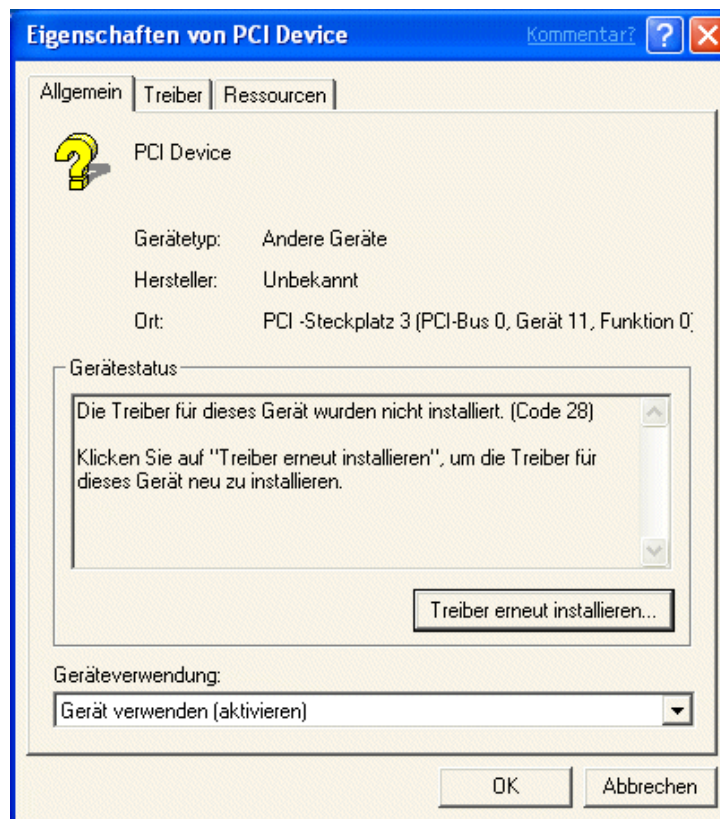 Eigenschaften von PCI Device Kommentar? ?
Allgemein Treiber Ressourcen
PCI Device
Gerätetyp: Andere Geräte
Hersteller: Unbekannt
Ort: PCI -Steckplatz 3 (PCI-Bus 0, Gerät 11, Funktion 0)
Gerätestatus
Die Treiber für dieses Gerät wurden nicht installiert. (Code 28)
Klicken Sie auf "Treiber erneut installieren", um die Treiber für
dieses Gerät neu zu installieren.
Treiber erneut installieren...
Geräteverwendung:
Gerät verwenden (aktivieren)
OK Abbrechen